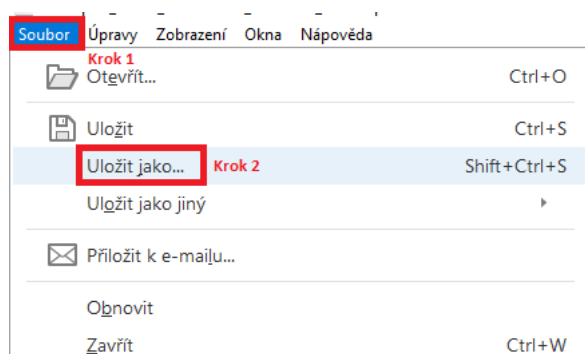 Soubor Úpravy Zobrazení Okna Nápověda
Krok 1
Otevřít... Ctrl+O
Uložit Ctrl+S
Uložit jako... Krok 2 Shift+Ctrl+S
Uložit jako jiný
Přiložit k e-mailu...
Obnovit
Zavřít Ctrl+W